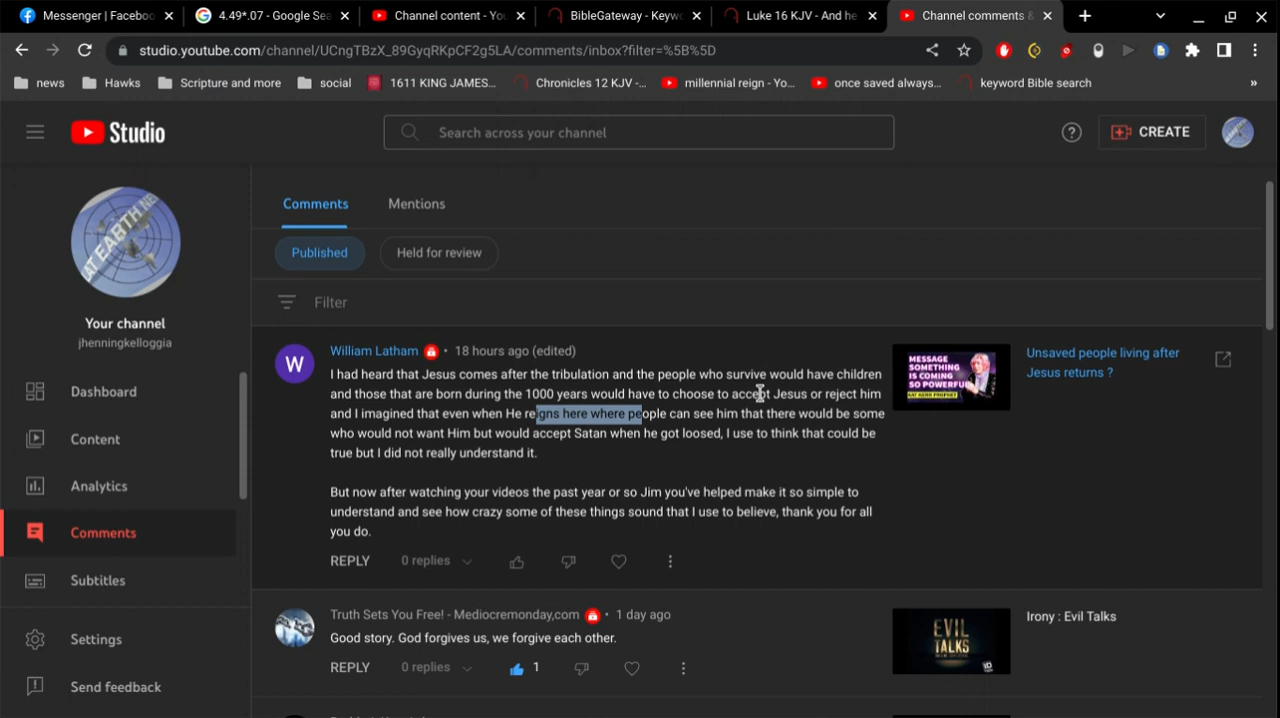 Messenger | Faceboo
4.49*.07 - Google Sea
Channel content - You
BibleGateway - Keywo
Luke 16 KJV - And he
Channel comments &
studio.youtube.com/channel/UCngTBzX_89GyqRKpCF2g5LA/comments/inbox?filter=%5B%5D
news
Hawks
Scripture and more
social
1611 KING JAMES...
Chronicles 12 KJV -...
millennial reign - Yo...
once saved always...
keyword Bible search
»
Studio
Search across your channel
CREATE
Your channel
jhenningkelloggia
Dashboard
Content
Analytics
Comments
Subtitles
Settings
Send feedback
Comments
Mentions
Published
Held for review
Filter
W
William Latham • 18 hours ago (edited)
I had heard that Jesus comes after the tribulation and the people who survive would have children
and those that are born during the 1000 years would have to choose to accept Jesus or reject him
and I imagined that even when He reigns here where people can see him that there would be some
who would not want Him but would accept Satan when he got loosed, I use to think that could be
true but I did not really understand it.
But now after watching your videos the past year or so Jim you've helped make it so simple to
understand and see how crazy some of these things sound that I use to believe, thank you for all
you do.
REPLY
0 replies
MESSAGE
SOMETHING
IS COMING
SO POWERFUL
Unsaved people living after
Jesus returns ?
Truth Sets You Free! - Mediocremonday,com • 1 day ago
Good story. God forgives us, we forgive each other.
REPLY
0 replies
1
EVIL
TALKS
ID
Irony : Evil Talks